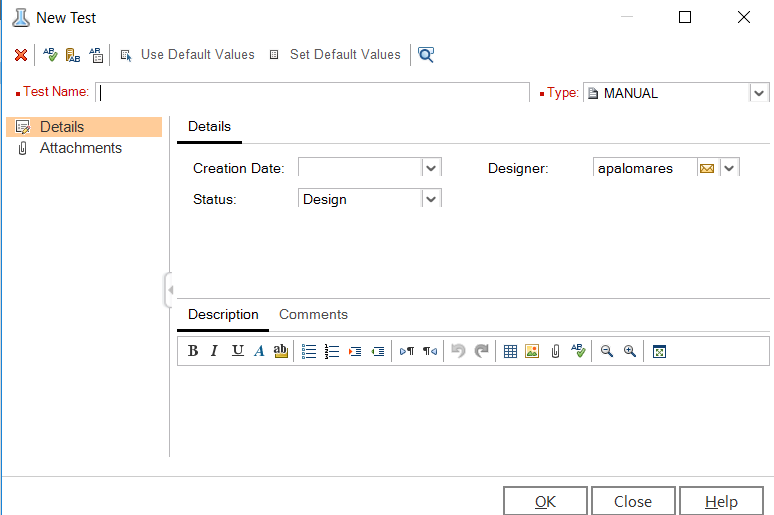 New Test
Use Default Values Set Default Values
Test Name: Type: MANUAL
Details
Attachments
Details
Creation Date: Designer: apalomares
Status: Design
Description Comments
B I U A ab
OK Close Help